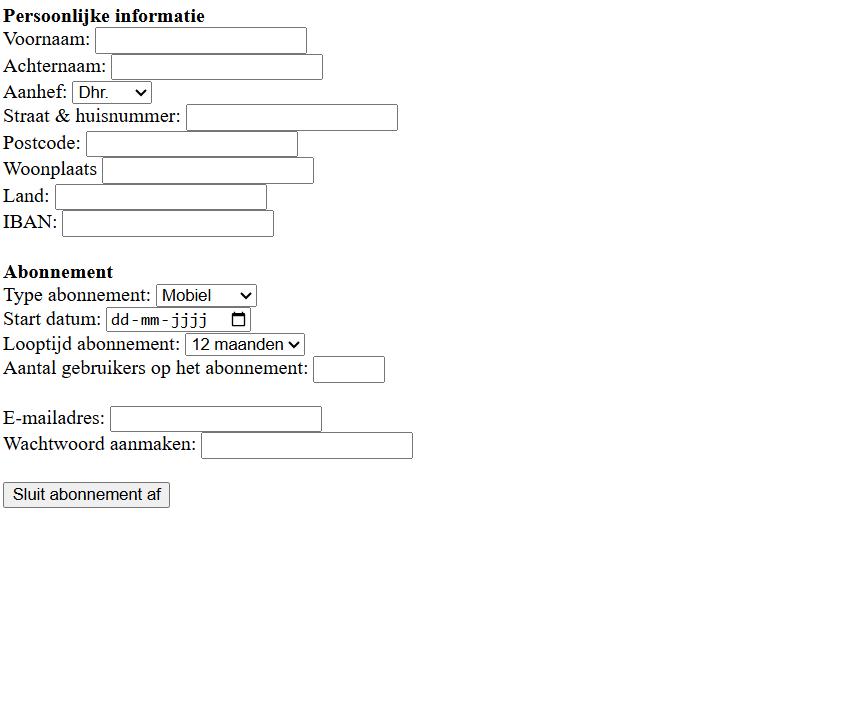 Persoonlijke informatie
Voornaam:
Achternaam:
Aanhef: Dhr.
Straat & huisnummer:
Postcode:
Woonplaats
Land:
IBAN:
Abonnement
Type abonnement: Mobiel
Start datum: dd-mm-jjjj
Looptijd abonnement: 12 maanden
Aantal gebruikers op het abonnement:
E-mailadres:
Wachtwoord aanmaken:
Sluit abonnement af